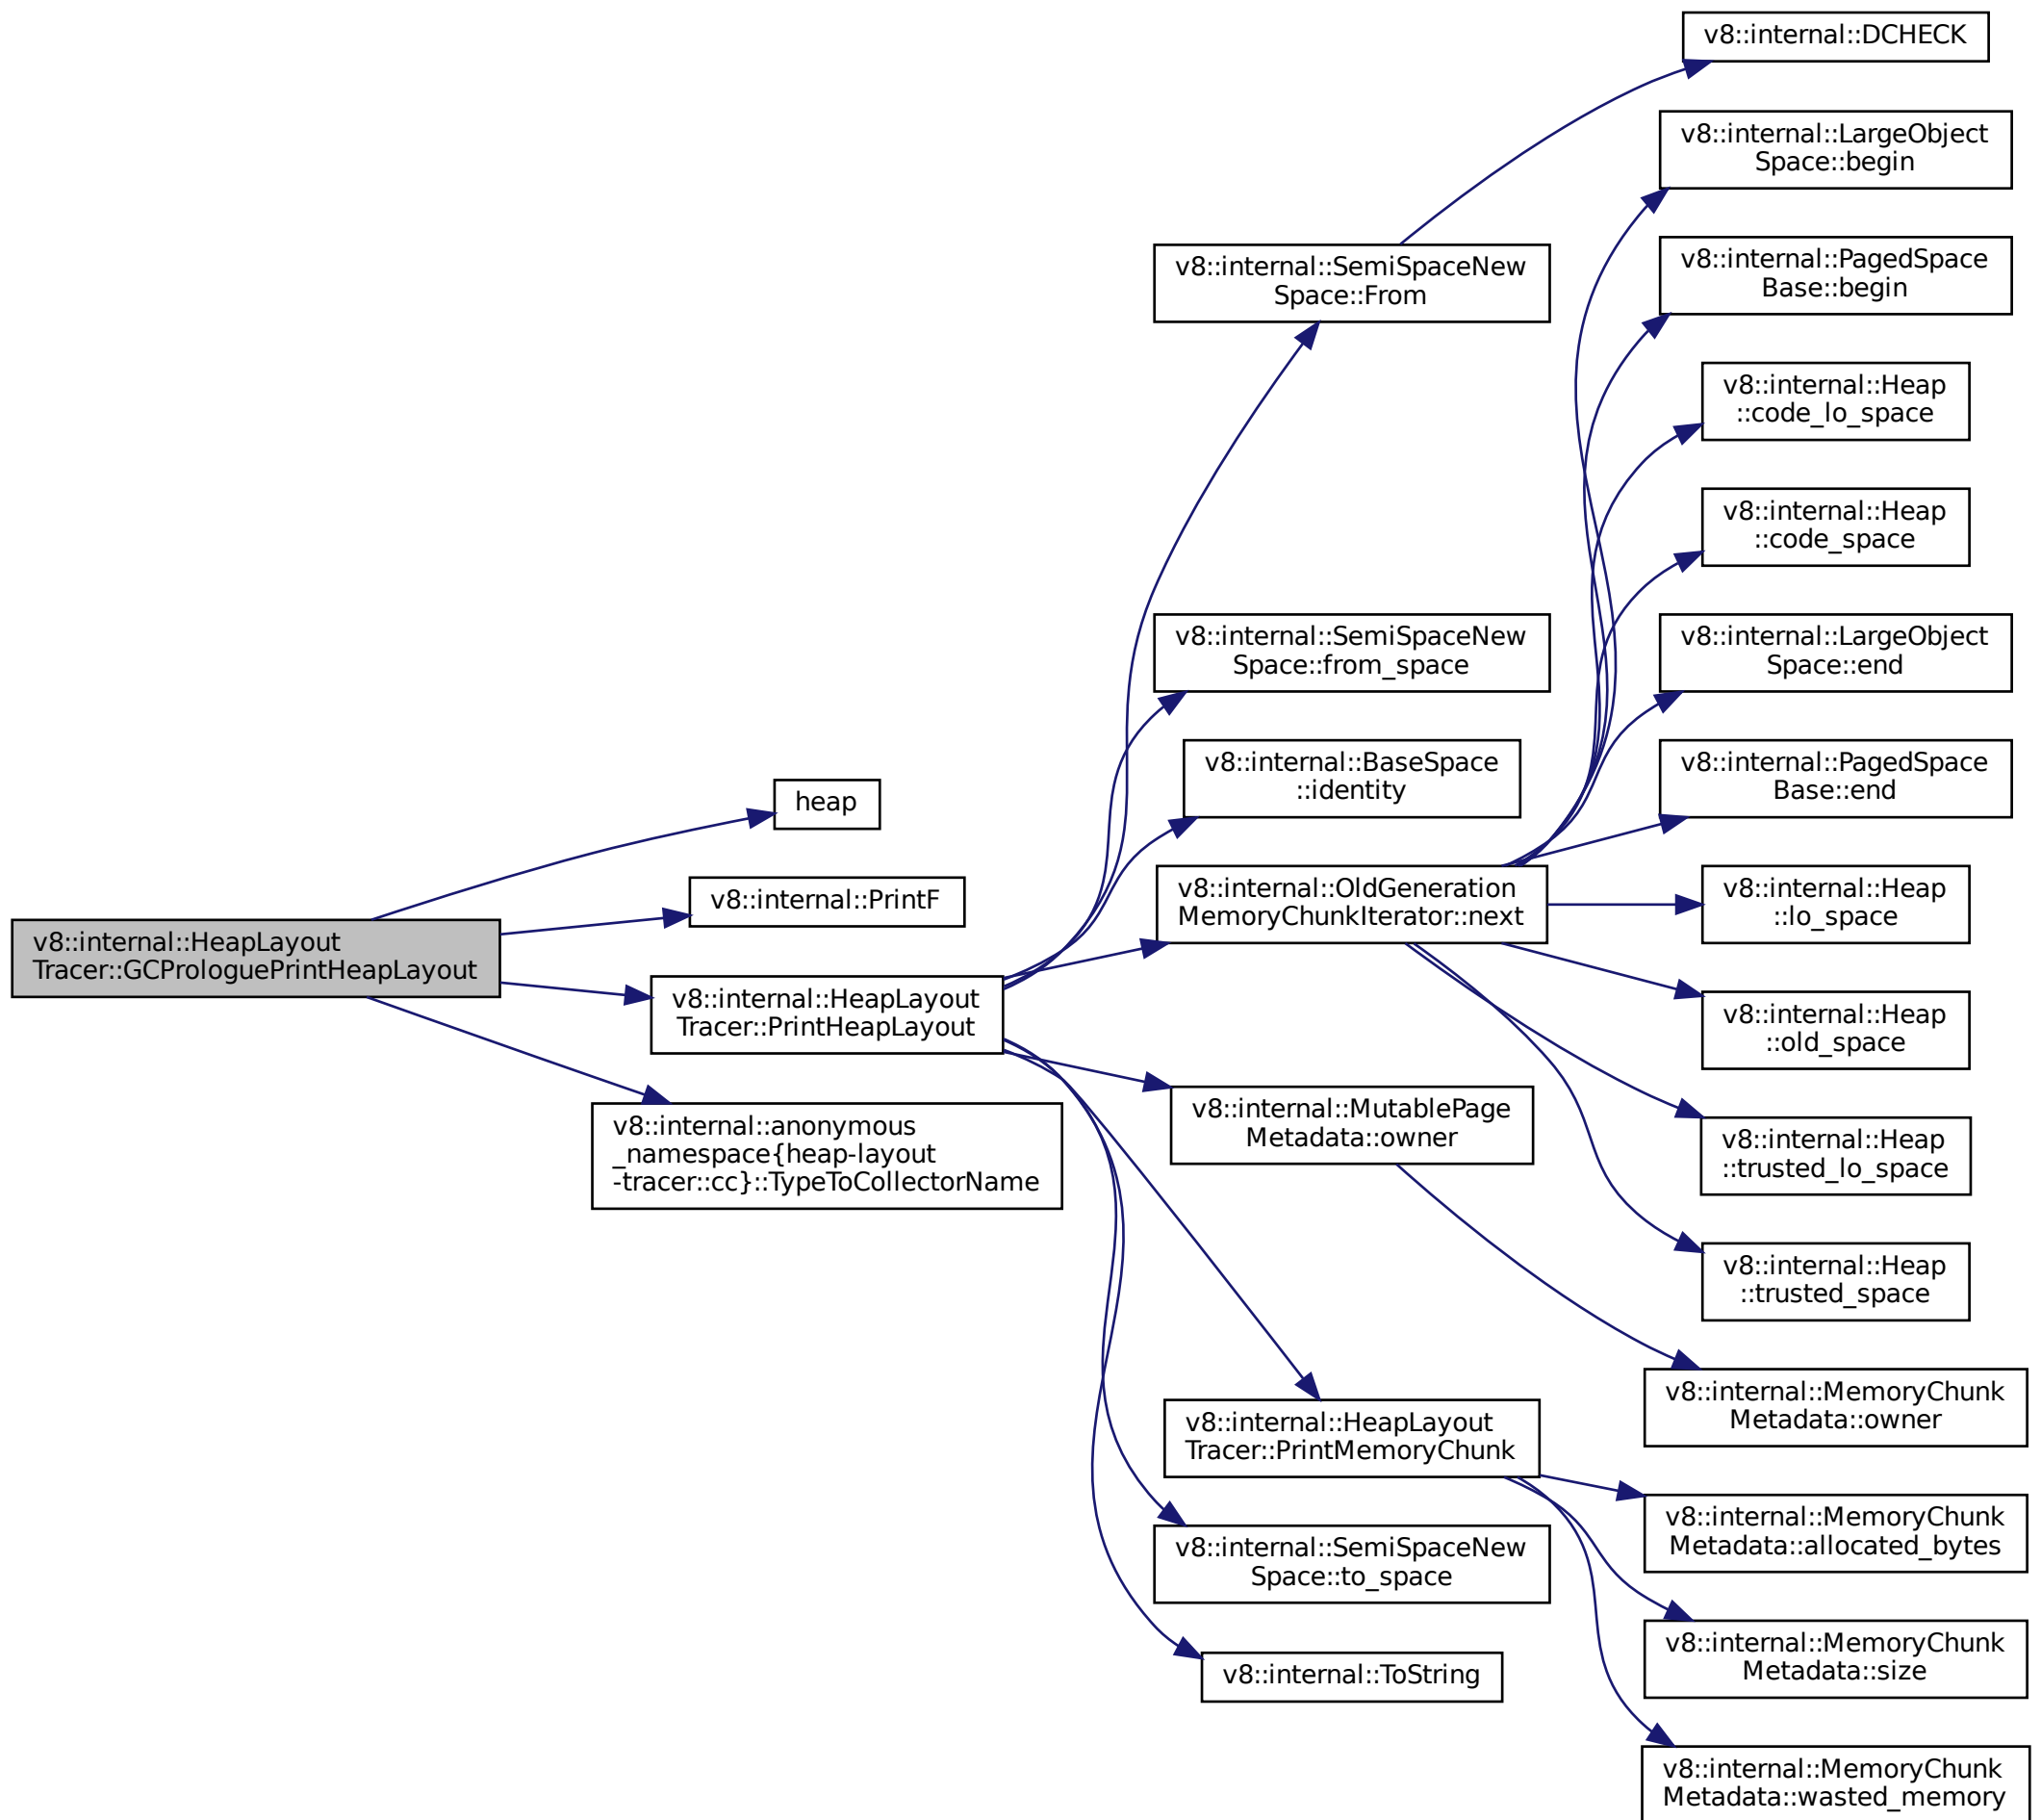 v8::internal::HeapLayout
Tracer::GCProloguePrintHeapLayout
heap
v8::internal::PrintF
v8::internal::HeapLayout
Tracer::PrintHeapLayout
v8::internal::anonymous
_namespace{heap-layout
-tracer::cc}::TypeToCollectorName
v8::internal::SemiSpaceNew
Space::From
v8::internal::SemiSpaceNew
Space::from_space
v8::internal::BaseSpace
::identity
v8::internal::OldGeneration
MemoryChunkIterator::next
v8::internal::MutablePage
Metadata::owner
v8::internal::HeapLayout
Tracer::PrintMemoryChunk
v8::internal::SemiSpaceNew
Space::to_space
v8::internal::ToString
v8::internal::DCHECK
v8::internal::LargeObject
Space::begin
v8::internal::PagedSpace
Base::begin
v8::internal::Heap
::code_lo_space
v8::internal::Heap
::code_space
v8::internal::LargeObject
Space::end
v8::internal::PagedSpace
Base::end
v8::internal::Heap
::lo_space
v8::internal::Heap
::old_space
v8::internal::Heap
::trusted_lo_space
v8::internal::Heap
::trusted_space
v8::internal::MemoryChunk
Metadata::owner
v8::internal::MemoryChunk
Metadata::allocated_bytes
v8::internal::MemoryChunk
Metadata::size
v8::internal::MemoryChunk
Metadata::wasted_memory